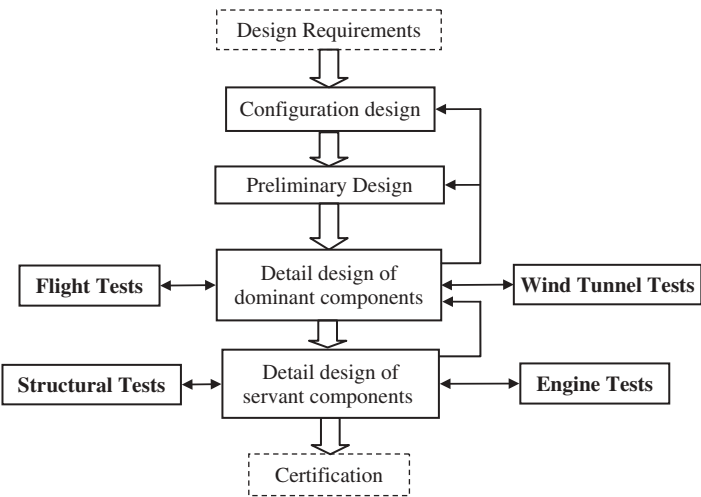 Design Requirements
Configuration design
Preliminary Design
Flight Tests
Detail design of
dominant components
Wind Tunnel Tests
Structural Tests
Detail design of
servant components
Engine Tests
Certification